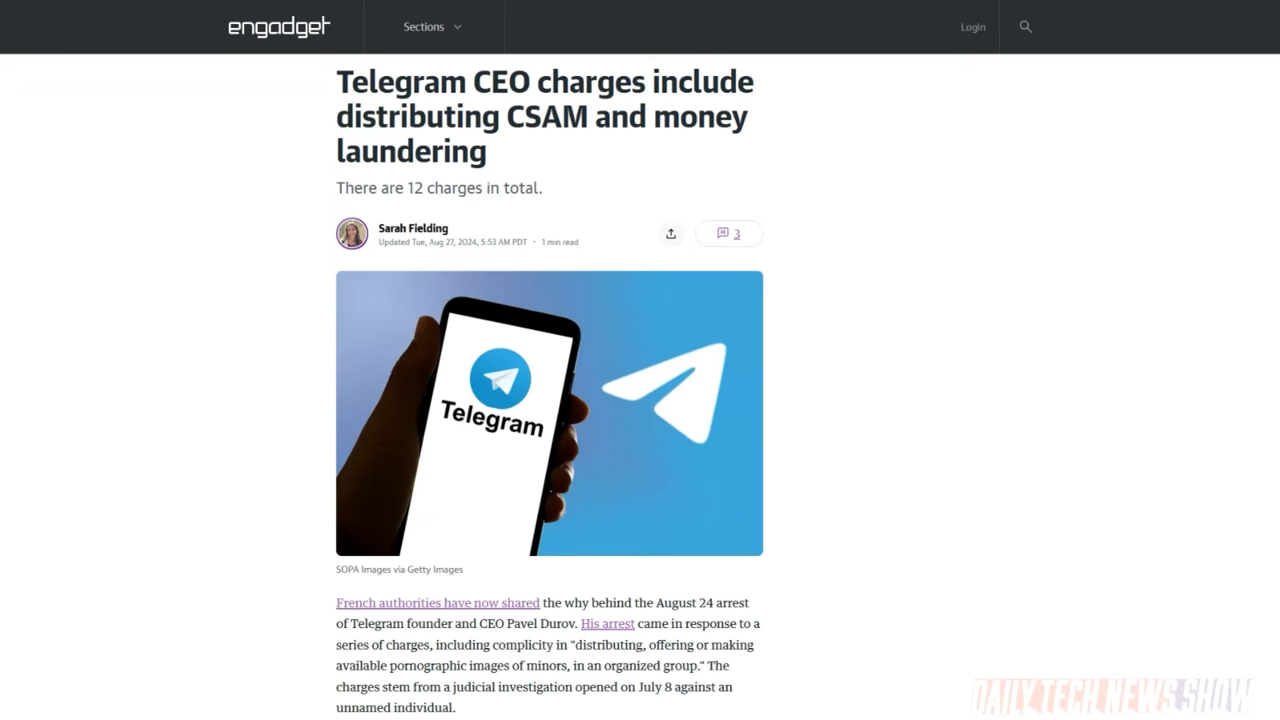 engadget
Sections
Login
Telegram CEO charges include
distributing CSAM and money
laundering
There are 12 charges in total.
Sarah Fielding
Updated Tue, Aug 27, 2024, 5:53 AM PDT · 1 min read
3
Telegram
SOPA Images via Getty Images
French authorities have now shared the why behind the August 24 arrest
of Telegram founder and CEO Pavel Durov. His arrest came in response to a
series of charges, including complicity in "distributing, offering or making
available pornographic images of minors, in an organized group." The
charges stem from a judicial investigation opened on July 8 against an
unnamed individual.
DAILY TECH NEWS SHOW